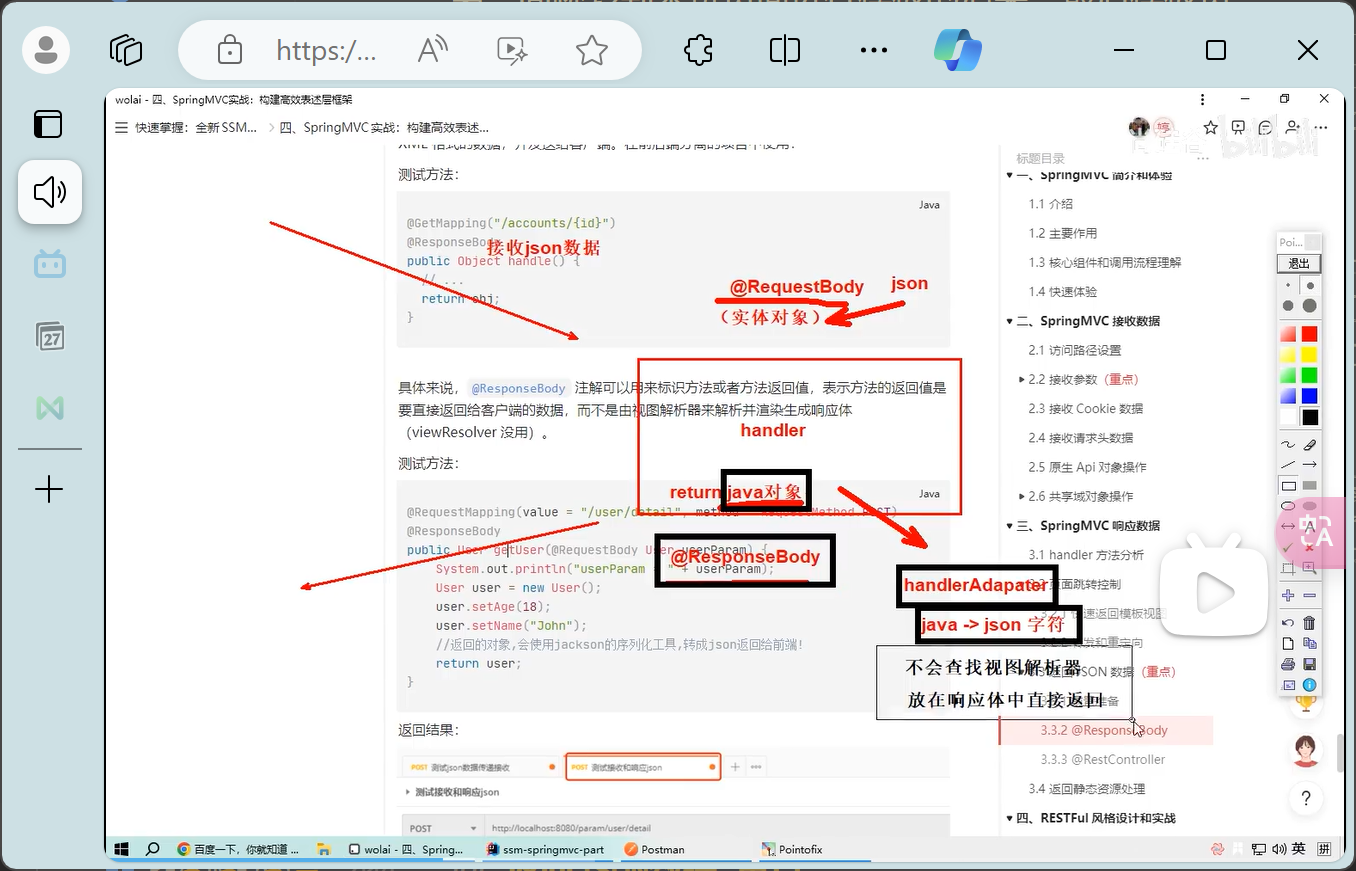 https:/...
wolai - 四、SpringMVC实战：构建高效表述层框架
快速掌握：全新 SSM... 四、SpringMVC 实战：构建高效表述...
婷
测试方法：
Java
@GetMapping("/accounts/{id}")
接收json数据
public Object handle() {
// ...
return obj;
}
@RequestBody
json
（实体对象）
具体来说， @ResponseBody 注解可以用来标识方法或者方法返回值，表示方法的返回值是
要直接返回给客户端的数据，而不是由视图解析器来解析并渲染生成响应体
（viewResolver 没用）。
handler
测试方法：
return java对象
Java
@RequestMapping(value = "/user/detail", method = RequestMethod.POST)
@ResponseBody
public User getUser(@RequestBody User userParam) {
@ResponseBody
System.out.println("userParam = " + userParam);
User user = new User();
user.setAge(18);
user.setName("John");
//返回的对象,会使用jackson的序列化工具,转成json返回给前端!
return user;
}
handlerAdapater
java -> json 字符
不会查找视图解析器
放在响应体中直接返回
返回结果：
POST 测试json数据传递接收
POST 测试接收和响应json
测试接收和响应json
POST
http://localhost:8080/param/user/detail
标题目录
一、SpringMVC 简介和体验
1.1 介绍
1.2 主要作用
1.3 核心组件和调用流程理解
1.4 快速体验
二、SpringMVC 接收数据
2.1 访问路径设置
2.2 接收参数（重点）
2.3 接收 Cookie 数据
2.4 接收请求头数据
2.5 原生 Api 对象操作
2.6 共享域对象操作
三、SpringMVC 响应数据
3.1 handler 方法分析
页面跳转控制
快速返回模板视图
JSON 数据（重点）
3.3.2 @ResponseBody
3.3.3 @RestController
3.4 返回静态资源处理
四、RESTFul 风格设计和实战
Poi...
退出
27
bilibili
?
百度一下，你就知道 ...
wolai - 四、Spring...
ssm-springmvc-part
Postman
Pointofix
英
拼